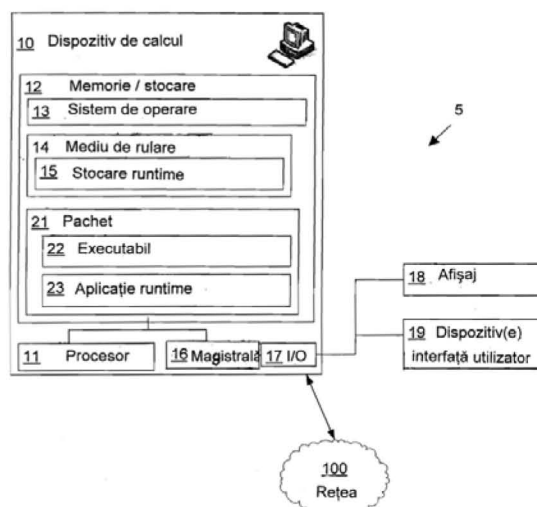 10 Dispozitiv de calcul
12 Memorie / stocare
13 Sistem de operare
14 Mediu de rulare
15 Stocare runtime
21 Pachet
22 Executabil
23 Aplicație runtime
11 Procesor
16 Magistrală
17 I/O
5
18 Afișaj
19 Dispozitiv(e)
interfață utilizator
100
Rețea